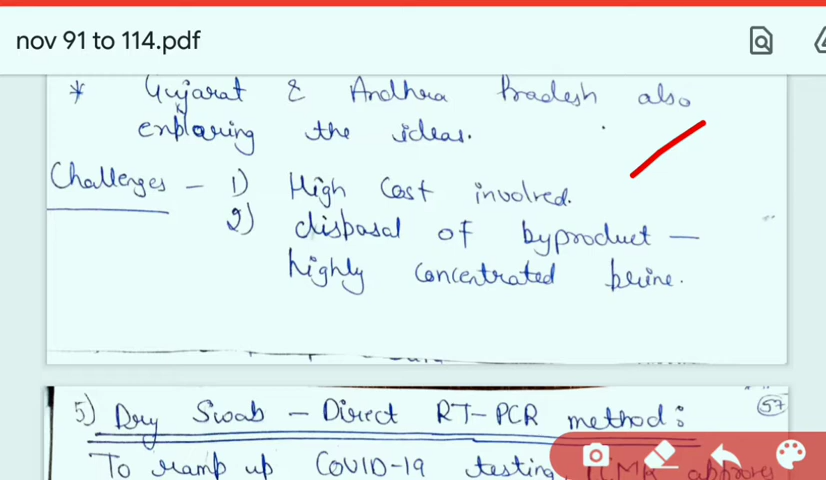 nov 91 to 114.pdf
* Gujarat & Andhra Pradesh also
exploring the ideas.
Challenges - 1) High Cost involved.
2) disposal of byproduct -
highly concentrated brine.
5) Dry Swab - Direct RT-PCR method:
57
To ramp up COVID-19 testing, ICMR approves